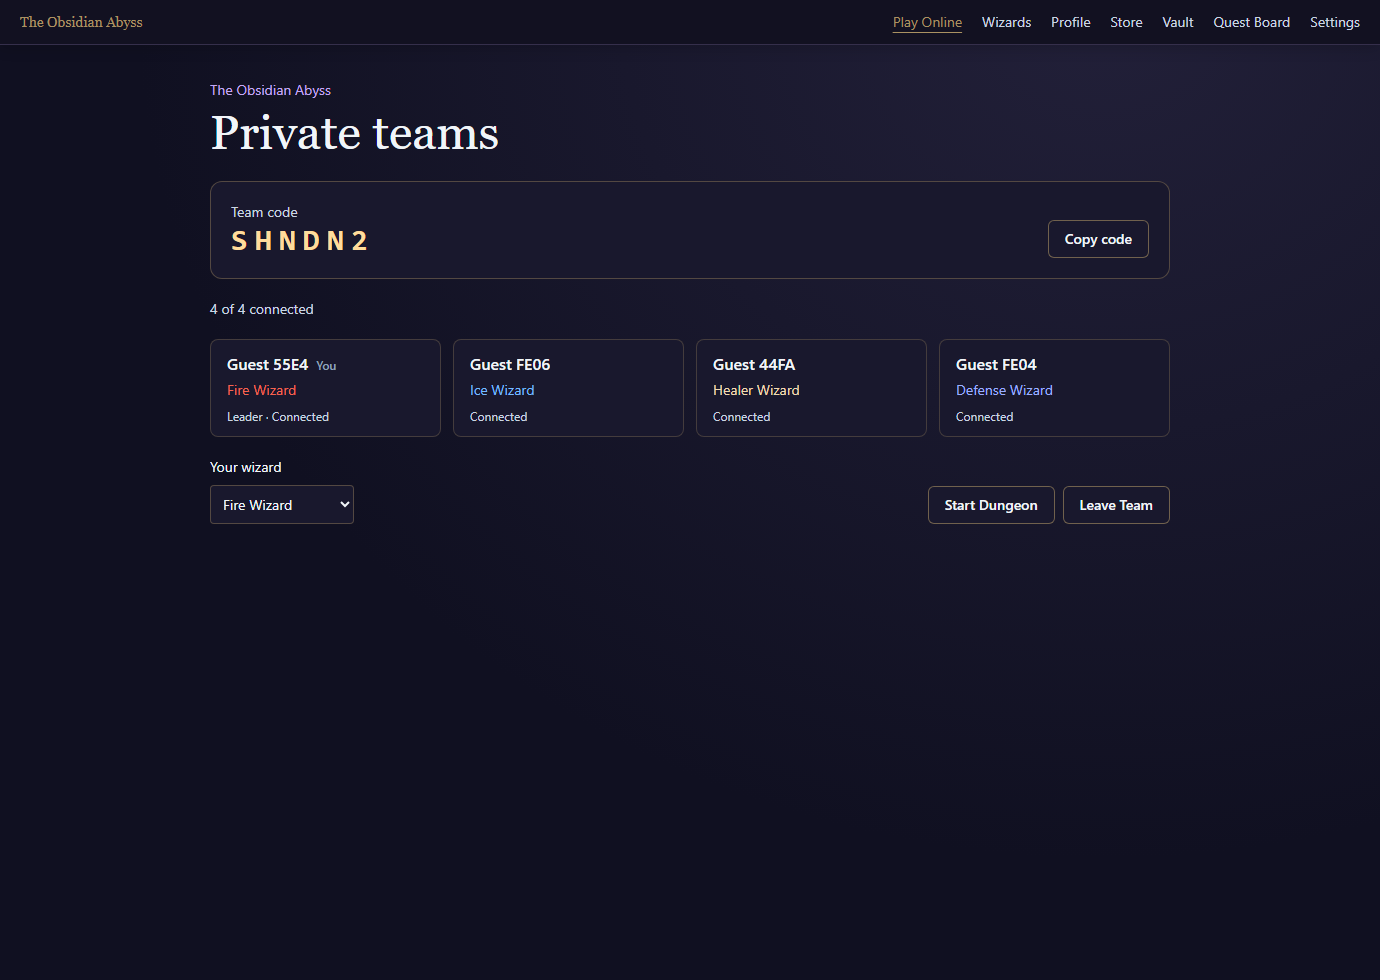 The Obsidian Abyss
Play Online Wizards Profile Store Vault Quest Board Settings
The Obsidian Abyss
Private teams
Team code
SHNDN2
Copy code
4 of 4 connected
Guest 55E4 You
Fire Wizard
Leader · Connected
Guest FE06
Ice Wizard
Connected
Guest 44FA
Healer Wizard
Connected
Guest FE04
Defense Wizard
Connected
Your wizard
Fire Wizard
Start Dungeon Leave Team